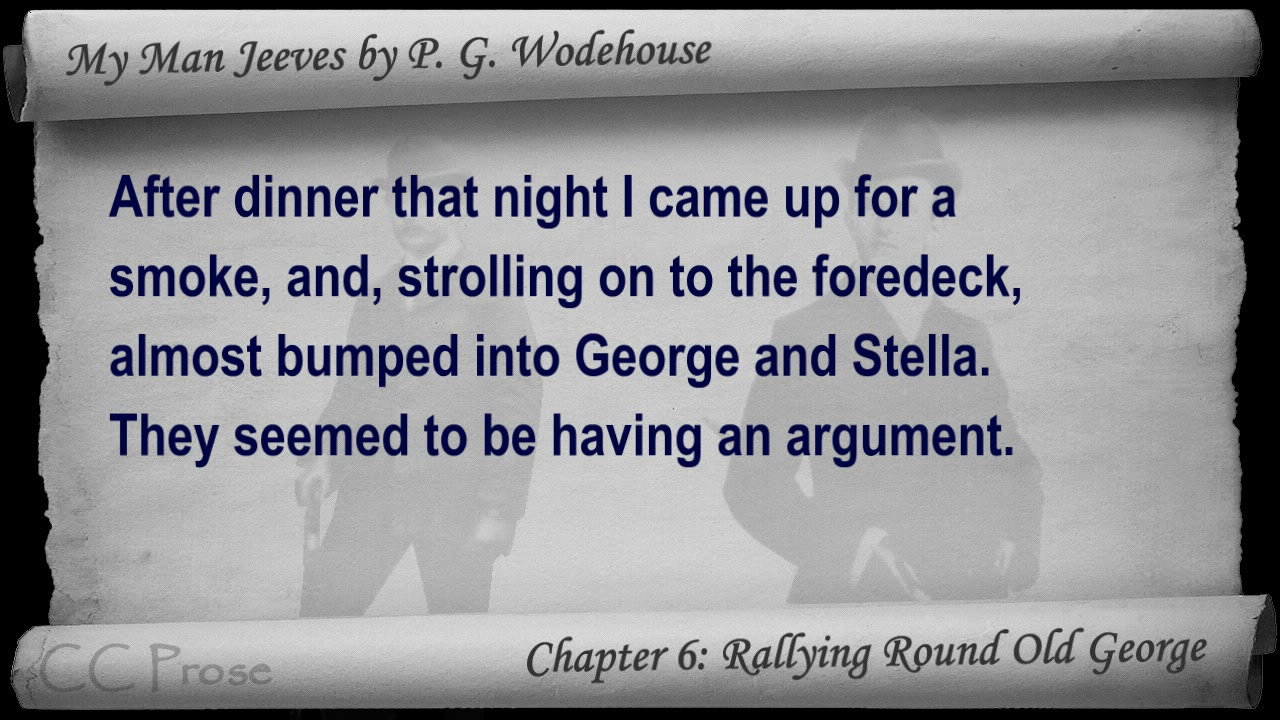 My Man Jeeves by P. G. Wodehouse
After dinner that night I came up for a
smoke, and, strolling on to the foredeck,
almost bumped into George and Stella.
They seemed to be having an argument.
CC Prose
Chapter 6: Rallying Round Old George